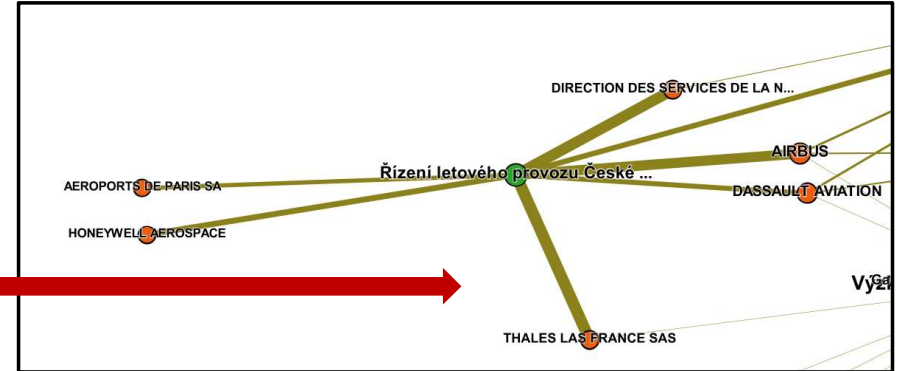 DIRECTION DES SERVICES DE LA N...
AIRBUS
Řízení letového provozu České ...
AEROPORTS DE PARIS SA
DASSAULT AVIATION
HONEYWELL AEROSPACE
THALES LAS FRANCE SAS